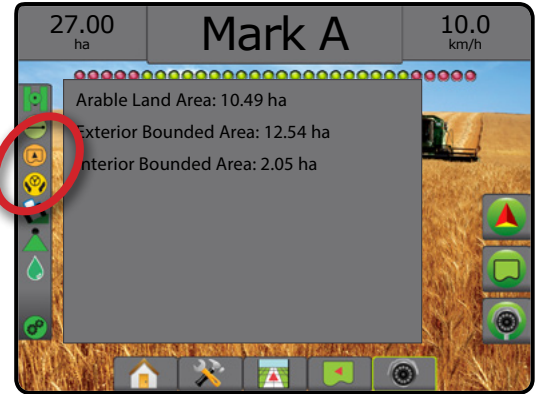 27.00
ha
Mark A
10.0
km/h
Arable Land Area: 10.49 ha
Exterior Bounded Area: 12.54 ha
Interior Bounded Area: 2.05 ha